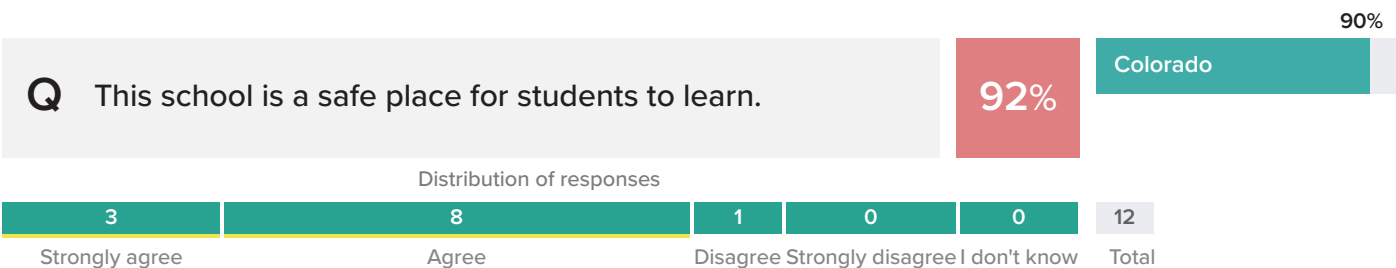 90%
Q This school is a safe place for students to learn.
92%
Colorado
Distribution of responses
3 8 1 0 0 12
Strongly agree Agree Disagree Strongly disagree I don't know Total